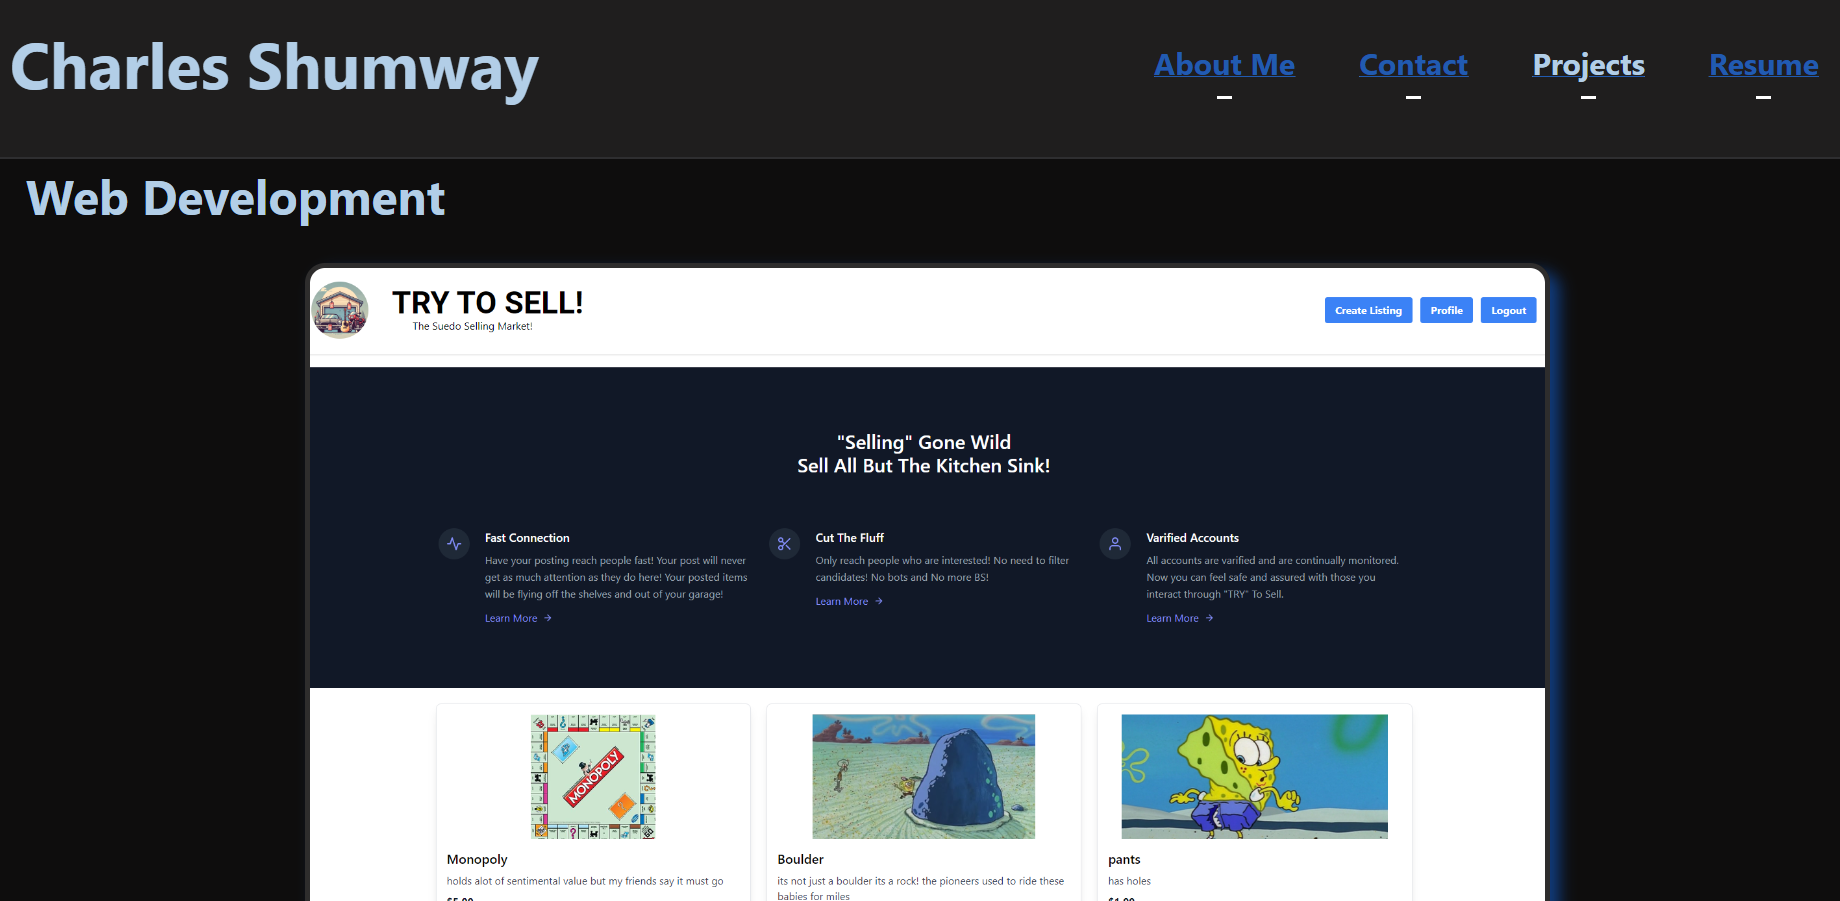 Charles Shumway
About Me
Contact
Projects
Resume
Web Development
TRY TO SELL!
The Suedo Selling Market!
Create Listing
Profile
Logout
"Selling" Gone Wild
Sell All But The Kitchen Sink!
Fast Connection
Have your posting reach people fast! Your post will never
get as much attention as they do here! Your posted items
will be flying off the shelves and out of your garage!
Learn More →
Cut The Fluff
Only reach people who are interested! No need to filter
candidates! No bots and No more BS!
Learn More →
Varified Accounts
All accounts are varified and are continually monitored.
Now you can feel safe and assured with those you
interact through "TRY" To Sell.
Learn More →
MONOPOLY
Monopoly
holds alot of sentimental value but my friends say it must go
$5.00
Boulder
its not just a boulder its a rock! the pioneers used to ride these
babies for miles
pants
has holes
$1.00